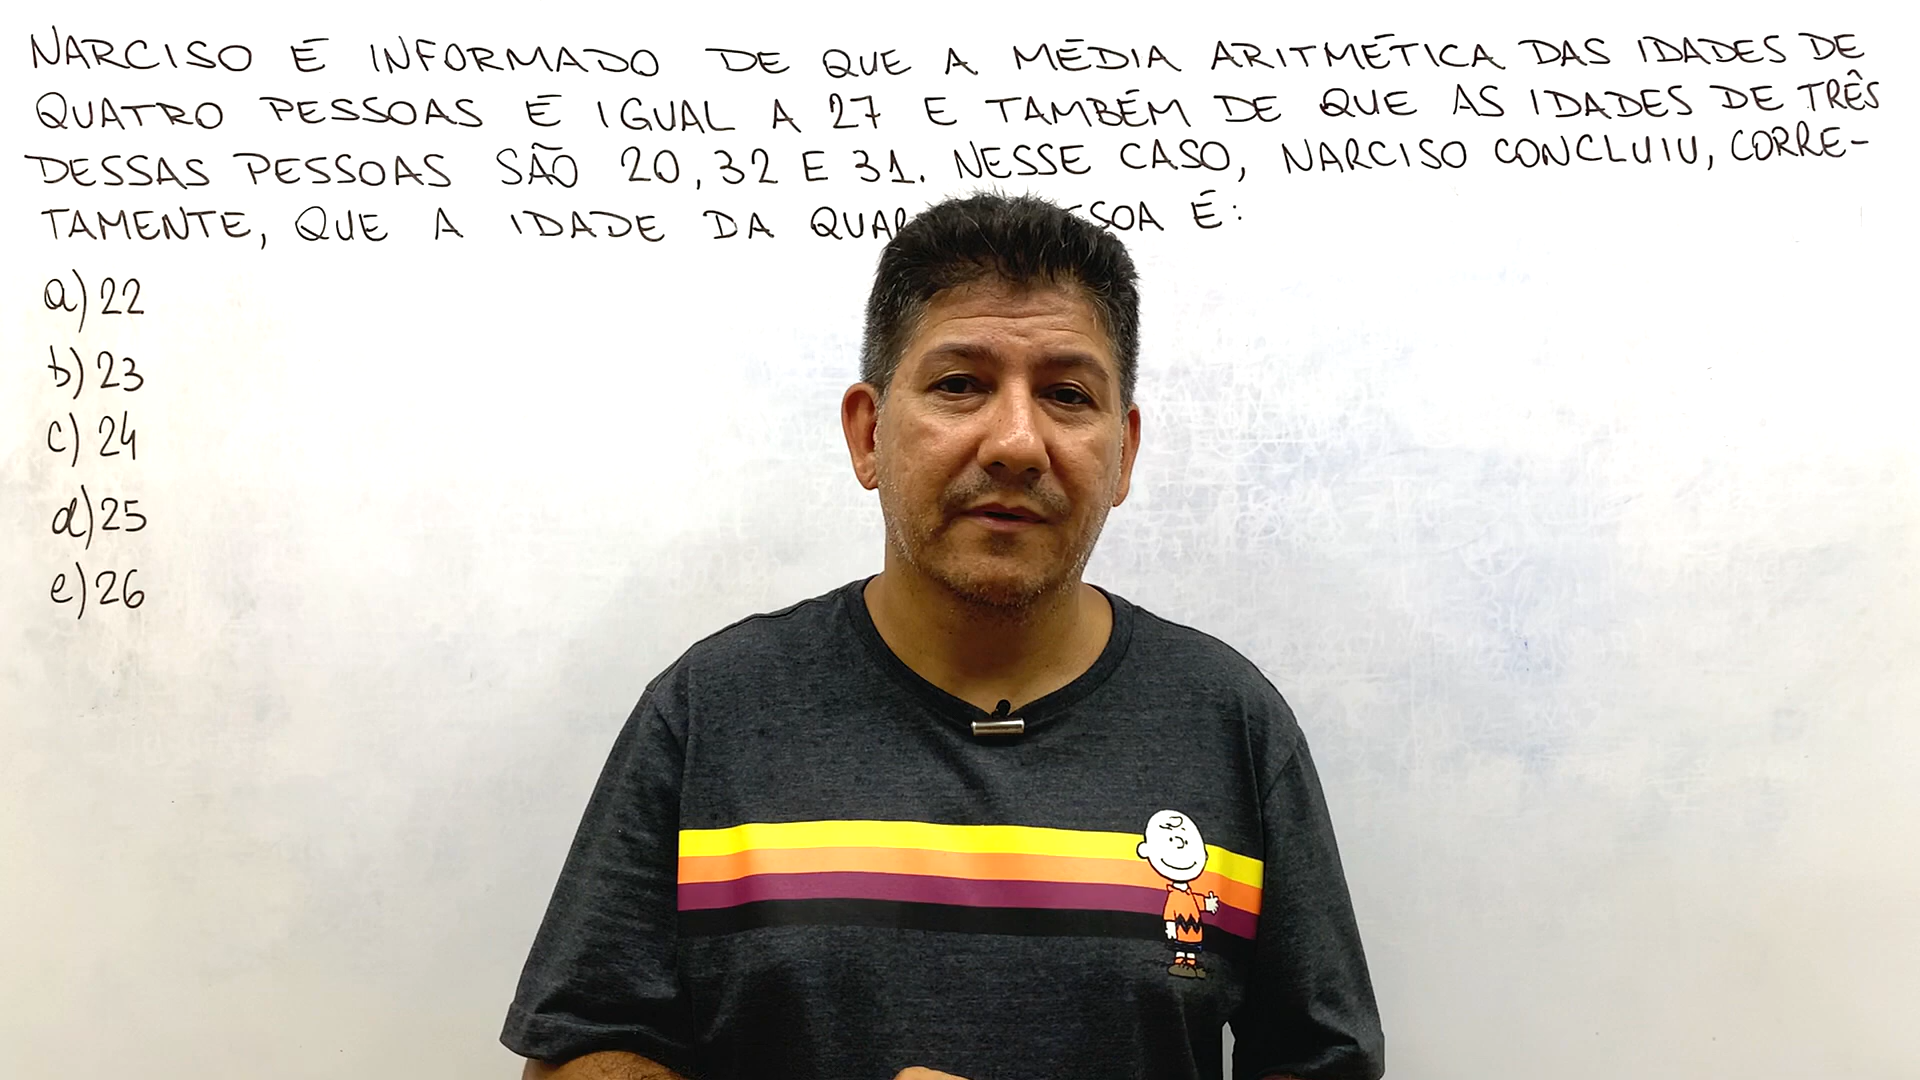 NARCISO É INFORMADO DE QUE A MÉDIA ARITMÉTICA DAS IDADES DE
QUATRO PESSOAS É IGUAL A 27 E TAMBÉM DE QUE AS IDADES DE TRÊS
DESSAS PESSOAS SÃO 20, 32 E 31. NESSE CASO, NARCISO CONCLUIU, CORRE-
TAMENTE, QUE A IDADE DA É:
a) 22
b) 23
c) 24
d) 25
e) 26